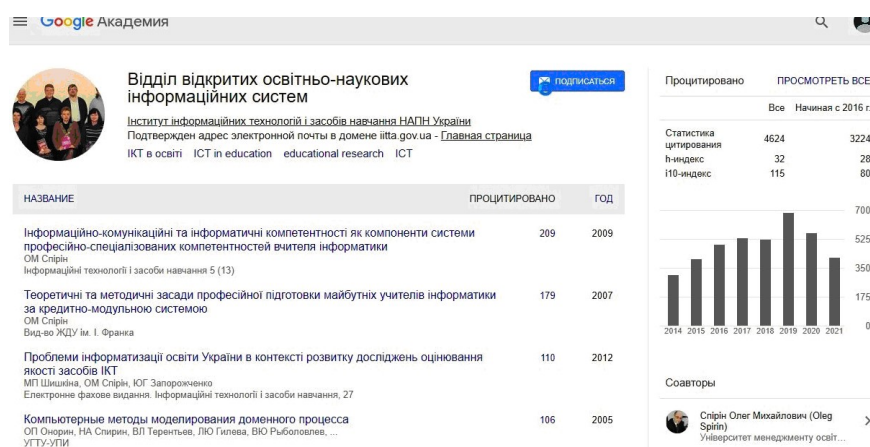 Google Академия
Відділ відкритих освітньо-наукових
інформаційних систем
Інститут інформаційних технологій і засобів навчання НАПН України
Подтвержден адрес электронной почты в домене iitta.gov.ua - Главная страница
ІКТ в освіті ICT in education educational research ICT
ПОДПИСАТЬСЯ
НАЗВАНИЕ ПРОЦИТИРОВАНО ГОД
Інформаційно-комунікаційні та інформатичні компетентності як компоненти системи 209 2009
професійно-спеціалізованих компетентностей вчителя інформатики
ОМ Спірін
Інформаційні технології і засоби навчання 5 (13)
Теоретичні та методичні засади професійної підготовки майбутніх учителів інформатики 179 2007
за кредитно-модульною системою
ОМ Спірін
Вид-во ЖДУ ім. І. Франка
Проблеми інформатизації освіти України в контексті розвитку досліджень оцінювання 110 2012
якості засобів ІКТ
МП Шишкіна, ОМ Спірін, ЮГ Запорожченко
Електронне фахове видання. Інформаційні технології і засоби навчання, 27
Компьютерные методы моделирования доменного процесса 106 2005
ОП Онорин, НА Спирин, ВЛ Терентьев, ЛЮ Гилева, ВЮ Рыболовлев, ...
УГТУ-УПИ
Процитировано ПРОСМОТРЕТЬ ВСЕ
Все Начиная с 2016 г.
Статистика
цитирования 4624 3224
h-индекс 32 28
i10-индекс 115 80
700
525
350
175
0
2014 2015 2016 2017 2018 2019 2020 2021
Соавторы
Спірін Олег Михайлович (Oleg
Spirin)
Університет менеджменту освіт...